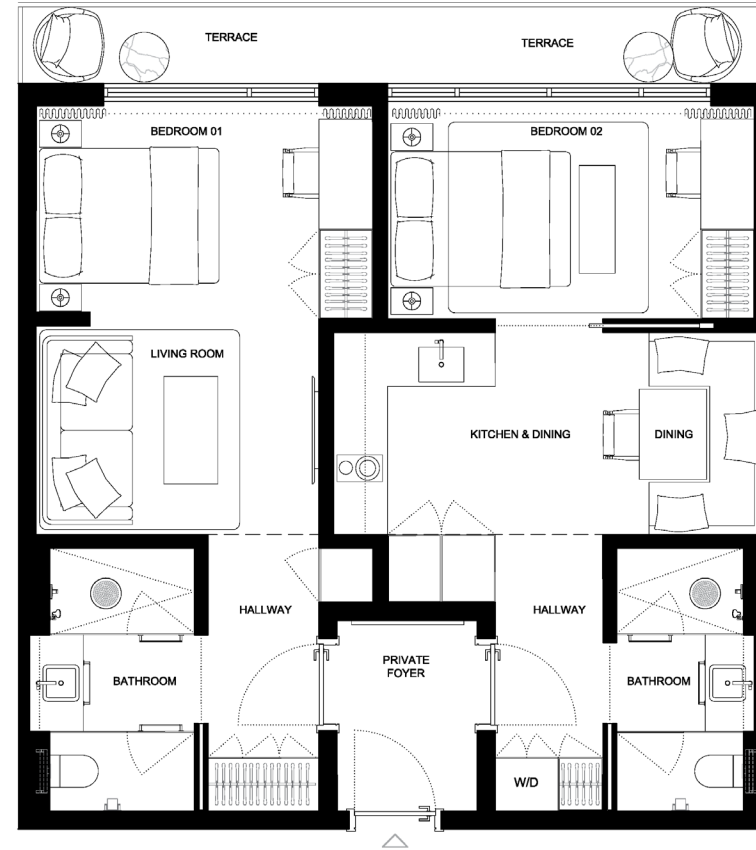 TERRACE
TERRACE
BEDROOM 01
BEDROOM 02
LIVING ROOM
KITCHEN & DINING
DINING
HALLWAY
HALLWAY
PRIVATE
FOYER
BATHROOM
BATHROOM
W/D